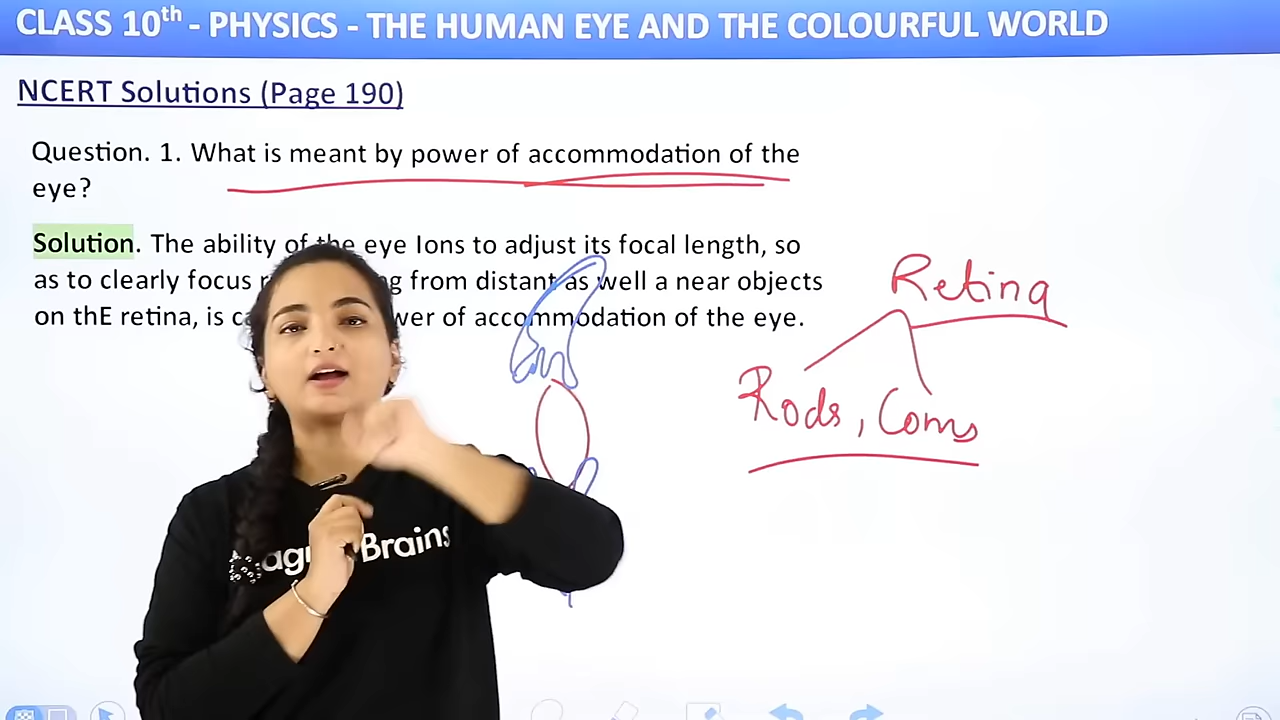 CLASS 10th - PHYSICS - THE HUMAN EYE AND THE COLOURFUL WORLD
NCERT Solutions (Page 190)
Question. 1. What is meant by power of accommodation of the
eye?
Solution. The ability of the eye Ions to adjust its focal length, so
as to clearly focus from distant as well a near objects
on thE retina, is power of accommodation of the eye.
Retina
Rods, Cones
Brains